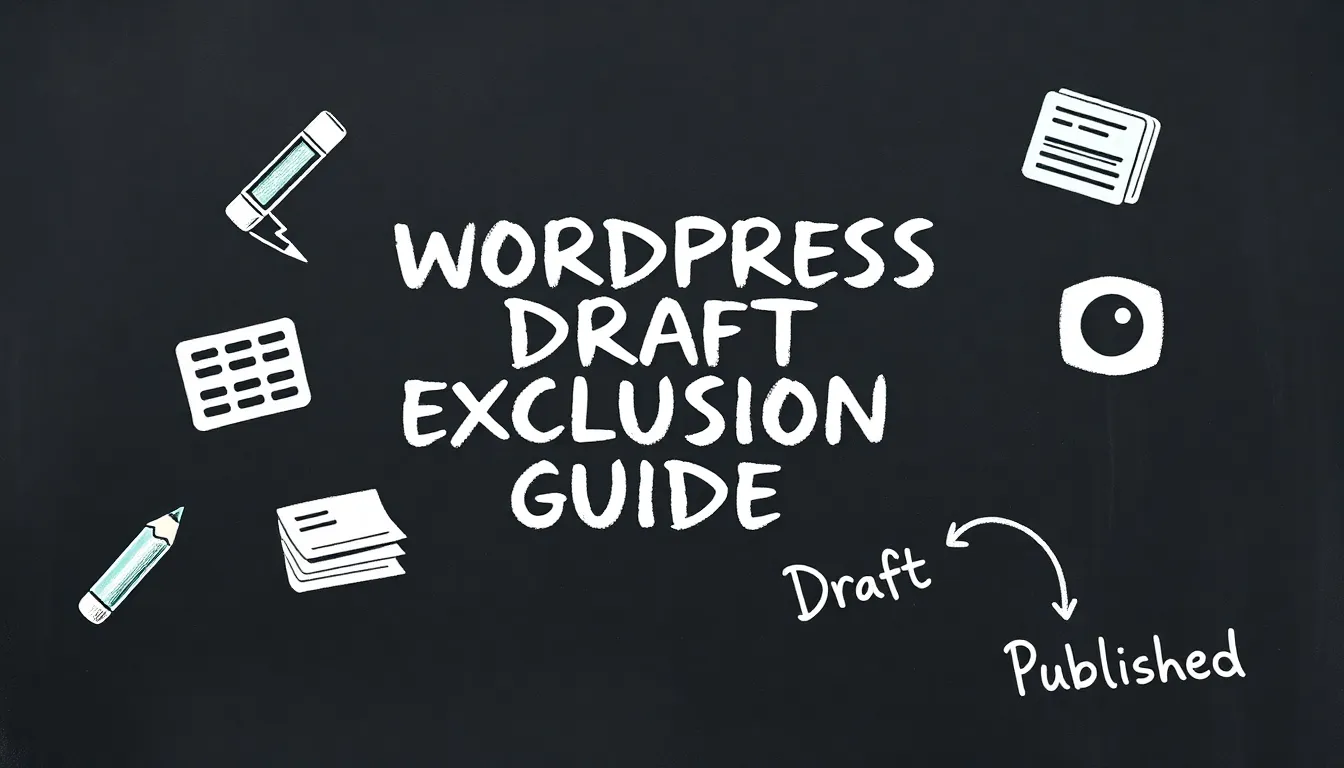 WORDPRESS
DRAFT
EXCLUSION
GUIDE
Draft
Published